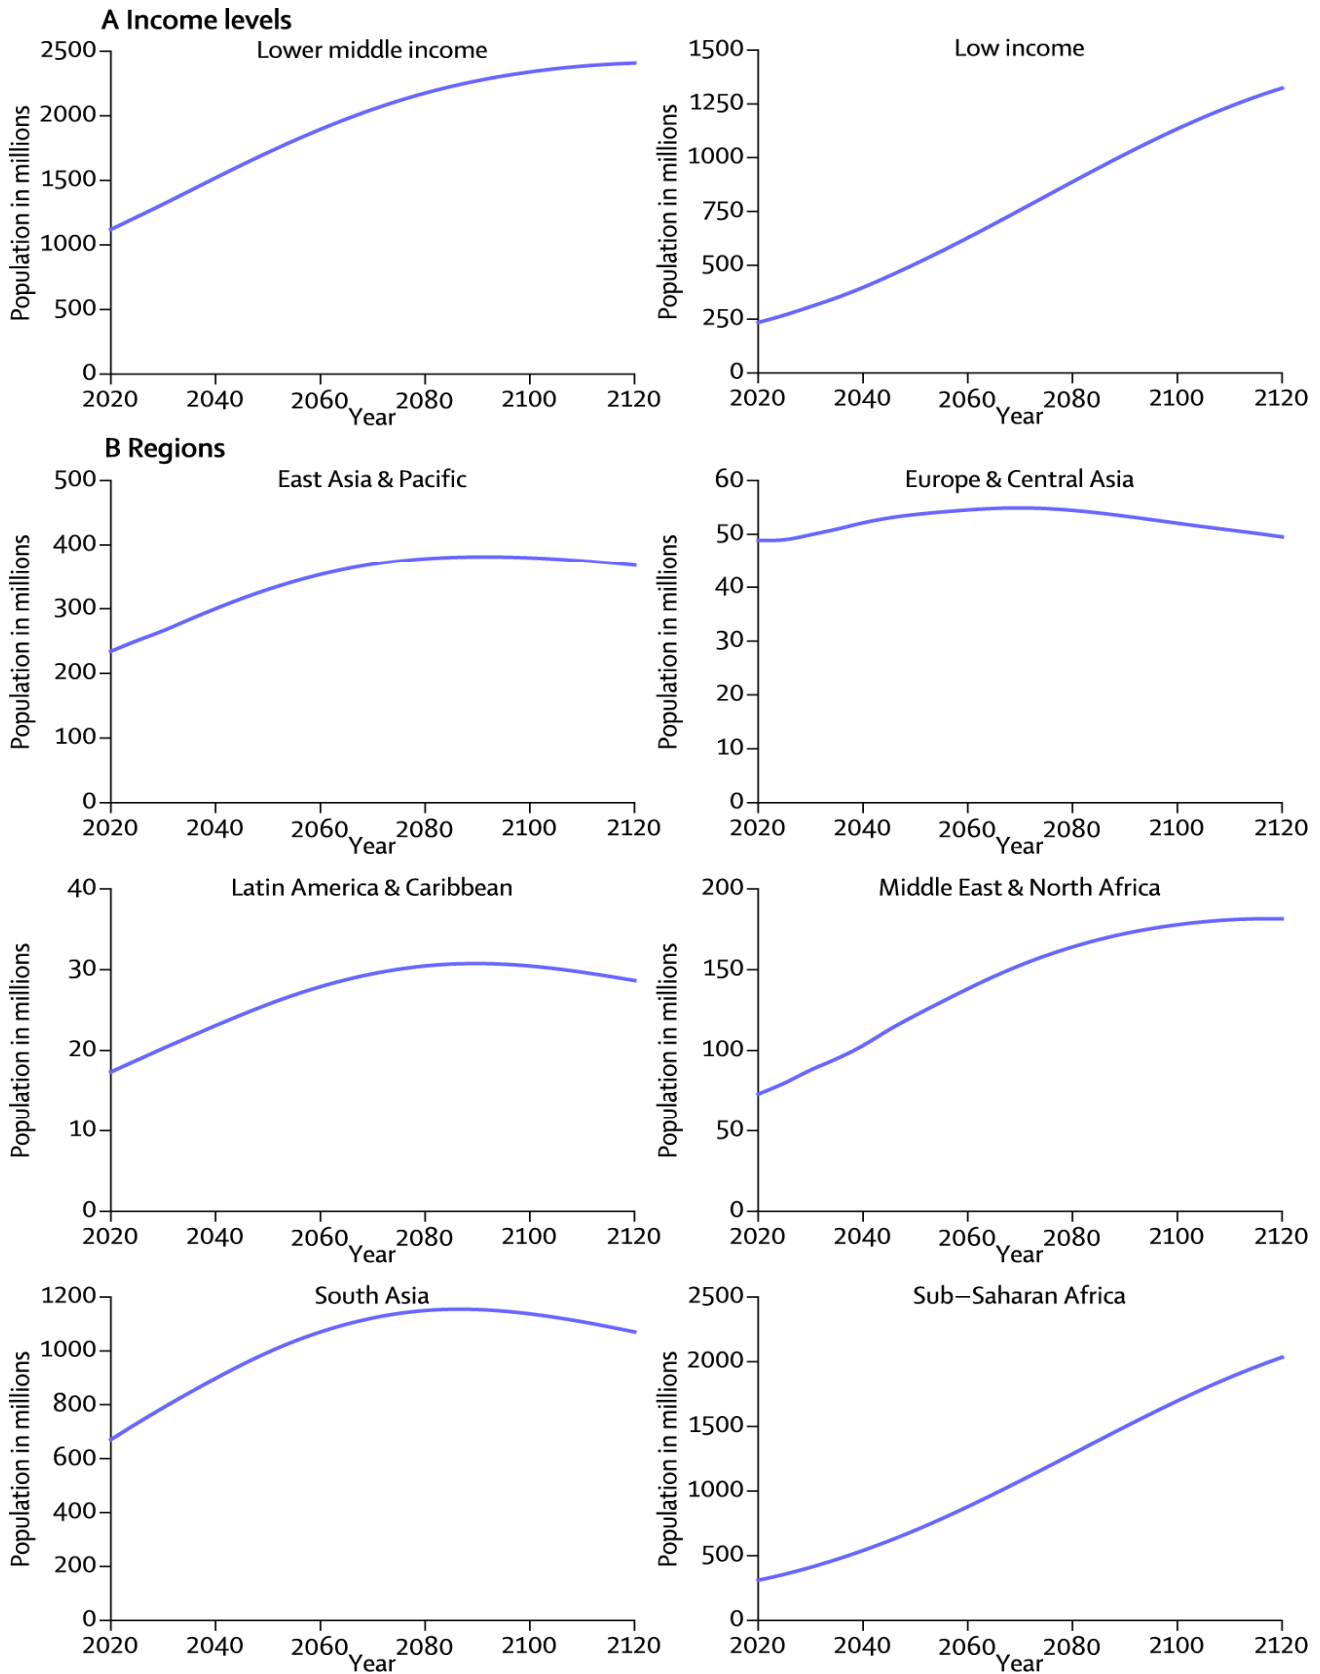 A Income levels
Lower middle income
Population in millions
2500
2000
1500
1000
500
0
2020 2040 2060 2080 2100 2120
Year
Low income
Population in millions
1500
1250
1000
750
500
250
0
2020 2040 2060 2080 2100 2120
Year
B Regions
East Asia & Pacific
Population in millions
500
400
300
200
100
0
2020 2040 2060 2080 2100 2120
Year
Europe & Central Asia
Population in millions
60
50
40
30
20
10
0
2020 2040 2060 2080 2100 2120
Year
Latin America & Caribbean
Population in millions
40
30
20
10
0
2020 2040 2060 2080 2100 2120
Year
Middle East & North Africa
Population in millions
200
150
100
50
0
2020 2040 2060 2080 2100 2120
Year
South Asia
Population in millions
1200
1000
800
600
400
200
0
2020 2040 2060 2080 2100 2120
Year
Sub–Saharan Africa
Population in millions
2500
2000
1500
1000
500
0
2020 2040 2060 2080 2100 2120
Year